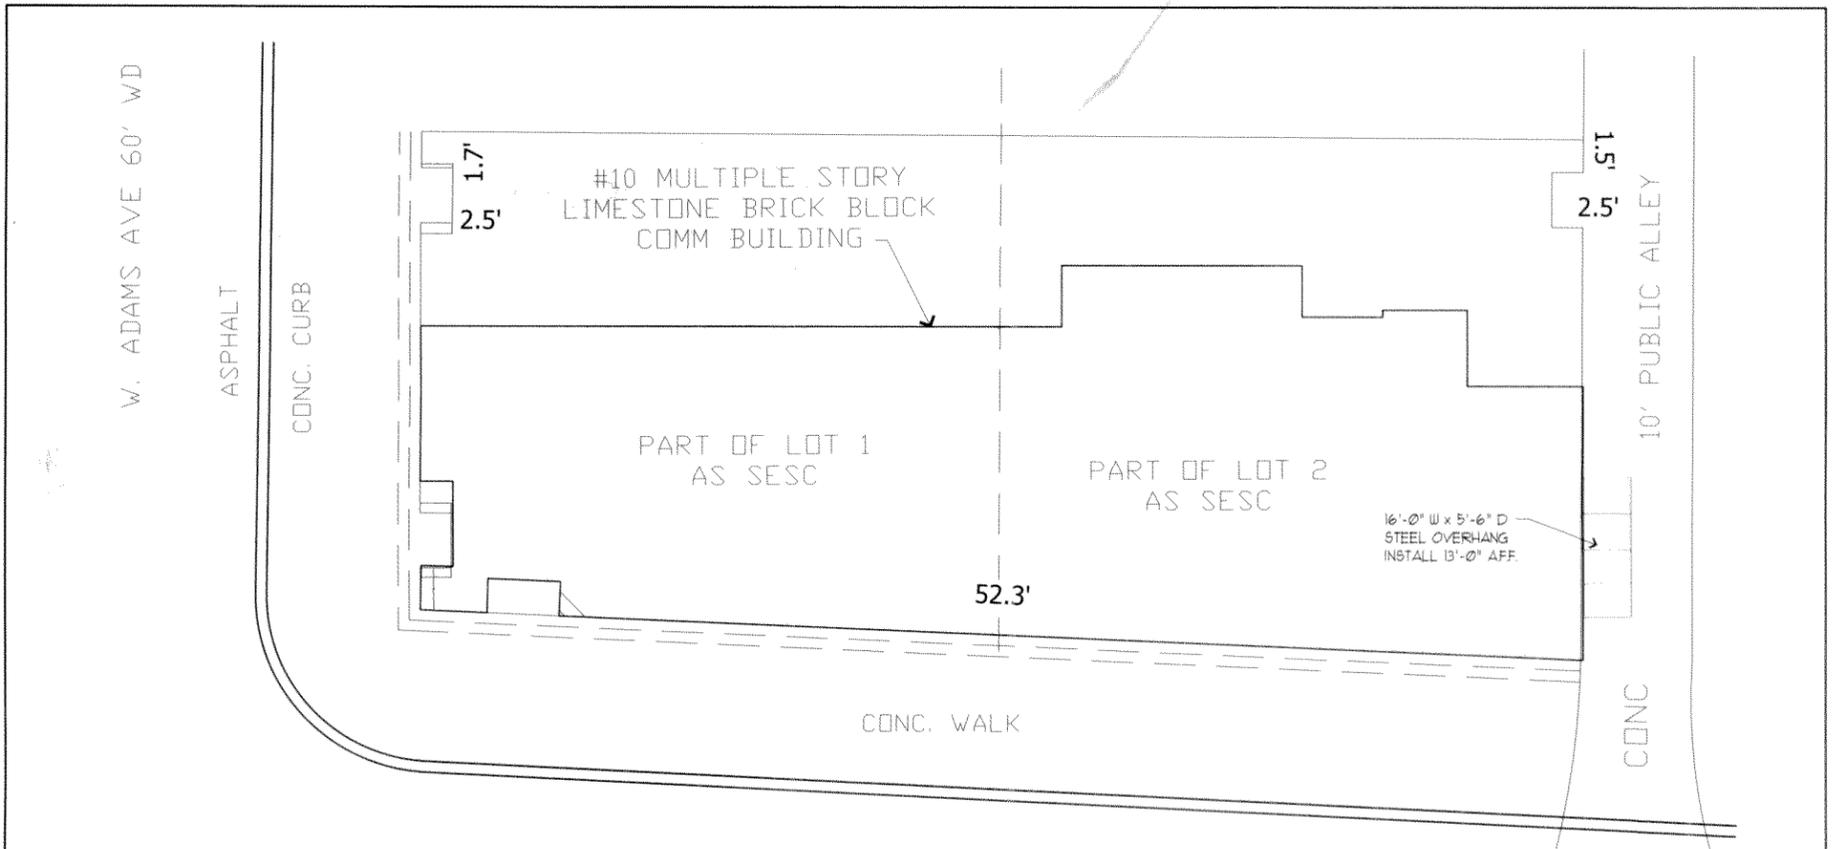 W. ADAMS AVE 60' WD
ASPHALT
CONC. CURB
1.7'
2.5'
#10 MULTIPLE STORY
LIMESTONE BRICK BLOCK
COMM BUILDING
1.5'
2.5'
10' PUBLIC ALLEY
PART OF LOT 1
AS SESC
PART OF LOT 2
AS SESC
16'-0" W x 5'-6" D
STEEL OVERHANG
INSTALL 13'-0" A.F.F.
52.3'
CONC. WALK
CONC